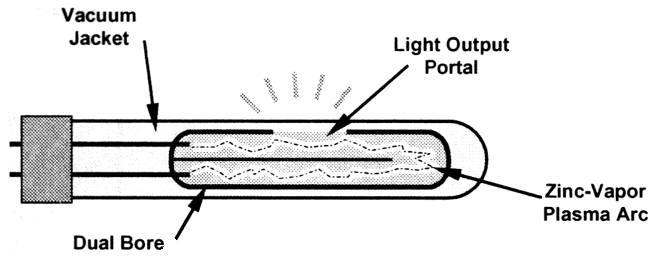 Vacuum
Jacket
Light Output
Portal
Zinc-Vapor
Plasma Arc
Dual Bore